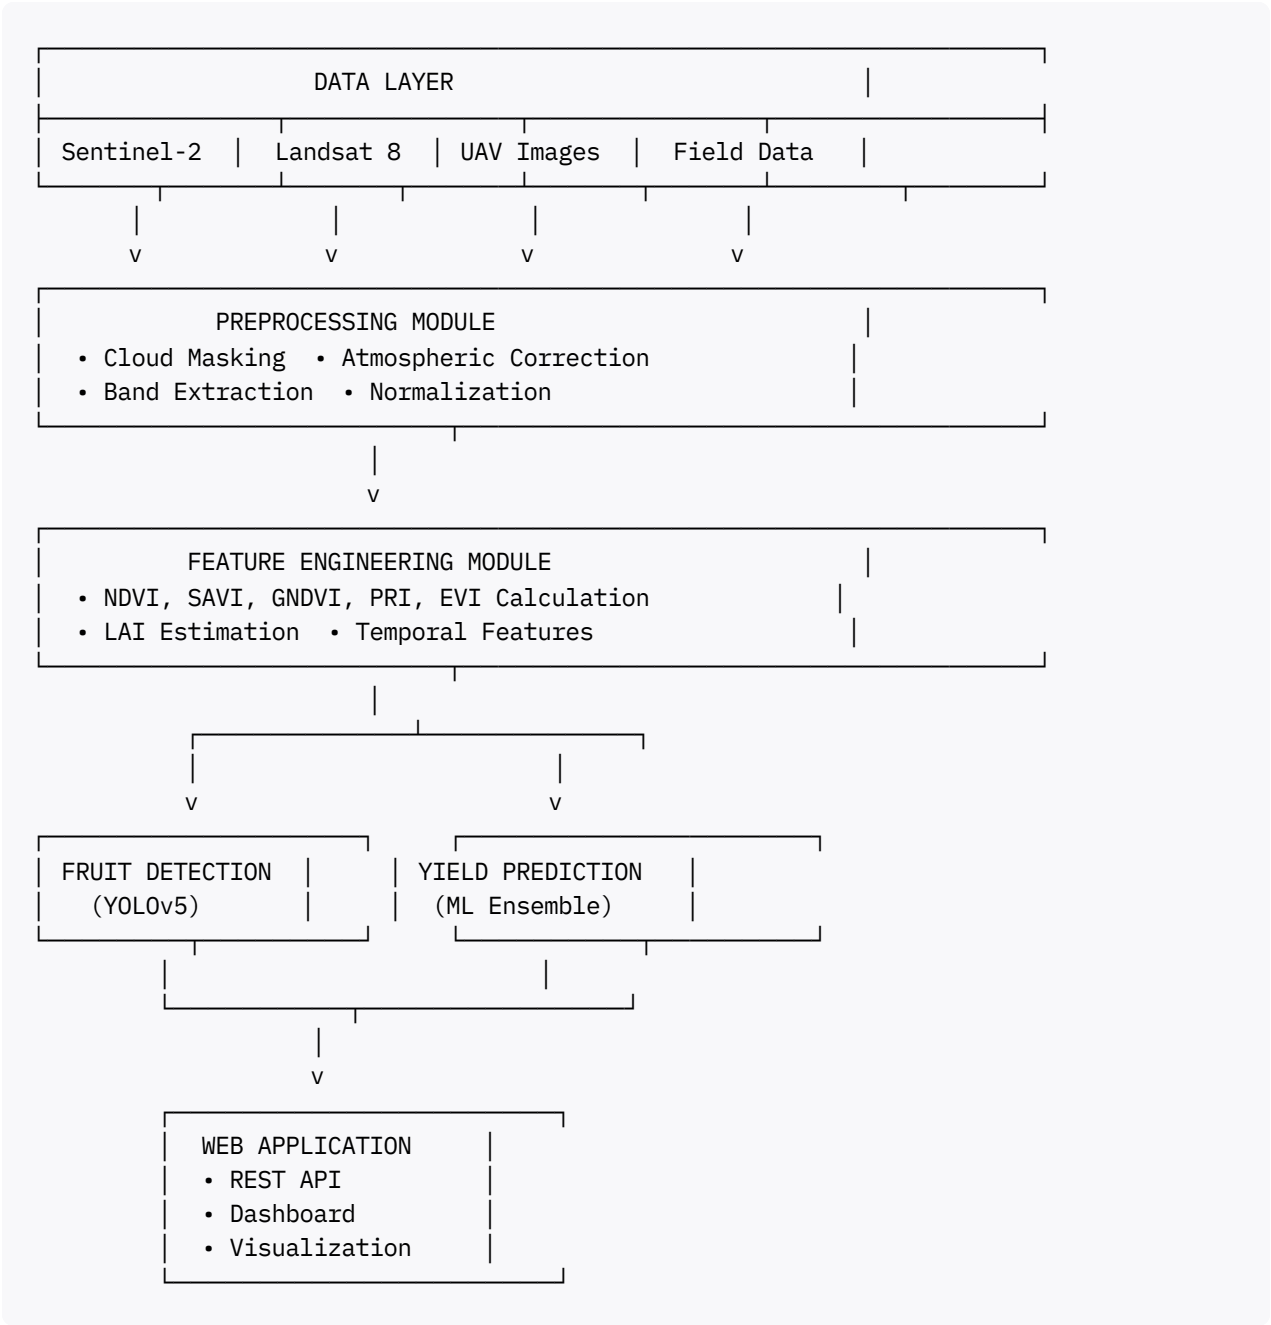 DATA LAYER
Sentinel-2 | Landsat 8 | UAV Images | Field Data
v v v v
PREPROCESSING MODULE
• Cloud Masking • Atmospheric Correction
• Band Extraction • Normalization
v
FEATURE ENGINEERING MODULE
• NDVI, SAVI, GNDVI, PRI, EVI Calculation
• LAI Estimation • Temporal Features
v v
FRUIT DETECTION | | YIELD PREDICTION
(YOLOv5) | | (ML Ensemble)
v
WEB APPLICATION
• REST API
• Dashboard
• Visualization